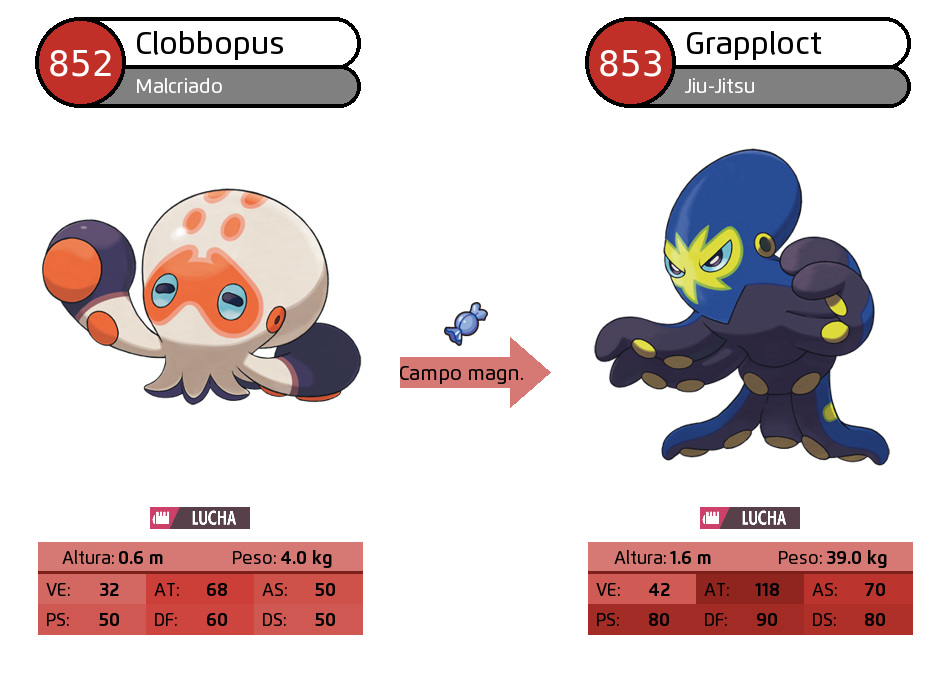 852
Clobbopus
Malcriado
853
Grapploct
Jiu-Jitsu
Campo magn.
LUCHA
Altura: 0.6 m Peso: 4.0 kg
VE: 32 AT: 68 AS: 50
PS: 50 DF: 60 DS: 50
LUCHA
Altura: 1.6 m Peso: 39.0 kg
VE: 42 AT: 118 AS: 70
PS: 80 DF: 90 DS: 80